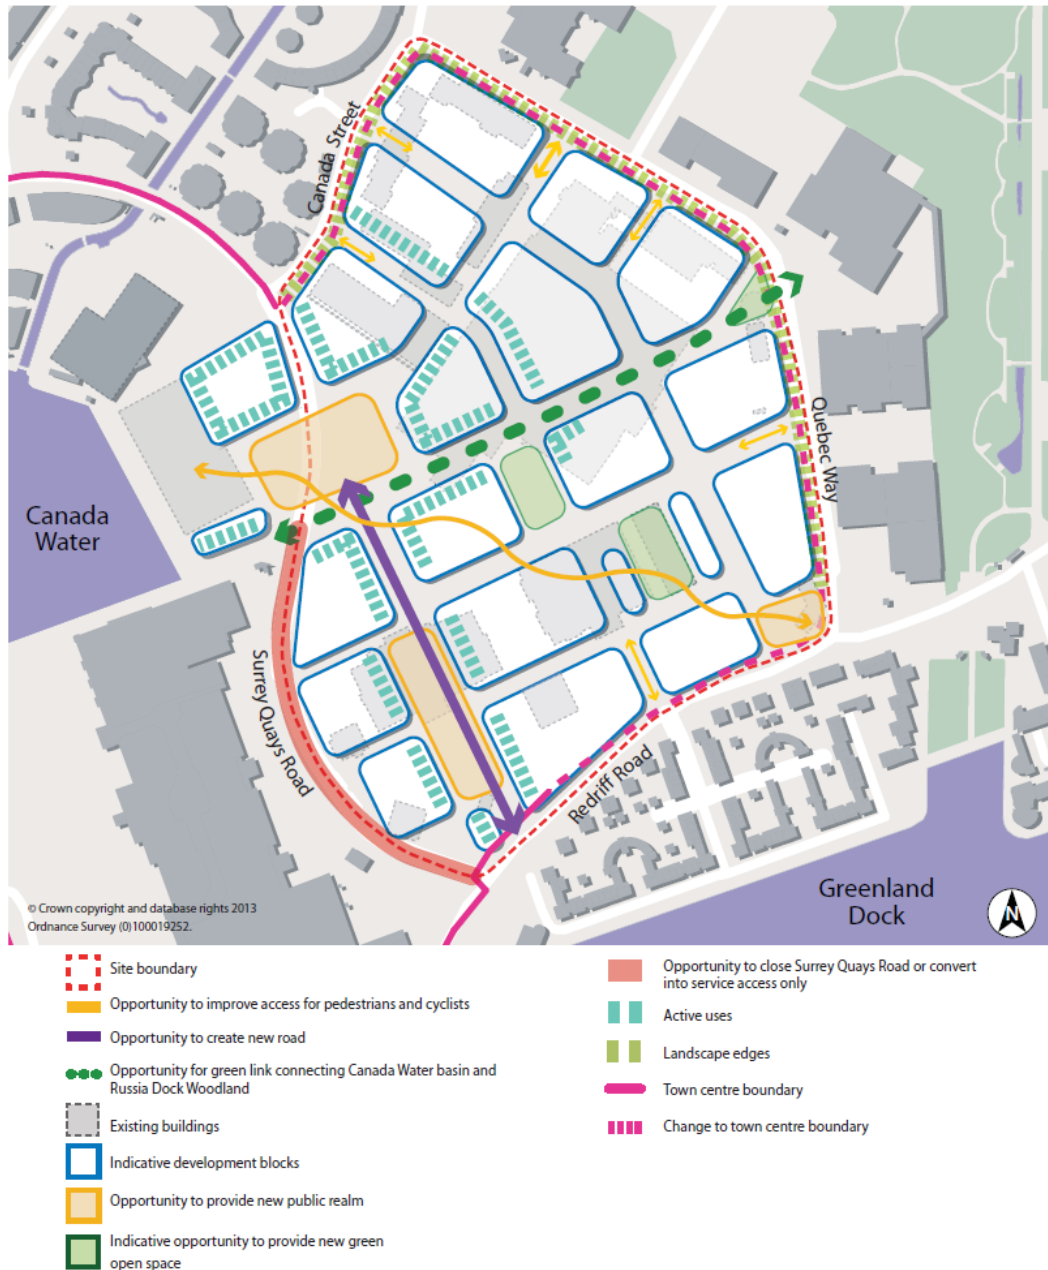 Canada Street
Quebec Way
Canada
Water
Surrey Quays Road
Redriff Road
Greenland
Dock
N
© Crown copyright and database rights 2013
Ordnance Survey (0)100019252.
Site boundary
Opportunity to improve access for pedestrians and cyclists
Opportunity to create new road
Opportunity for green link connecting Canada Water basin and
Russia Dock Woodland
Existing buildings
Indicative development blocks
Opportunity to provide new public realm
Indicative opportunity to provide new green
open space
Opportunity to close Surrey Quays Road or convert
into service access only
Active uses
Landscape edges
Town centre boundary
Change to town centre boundary